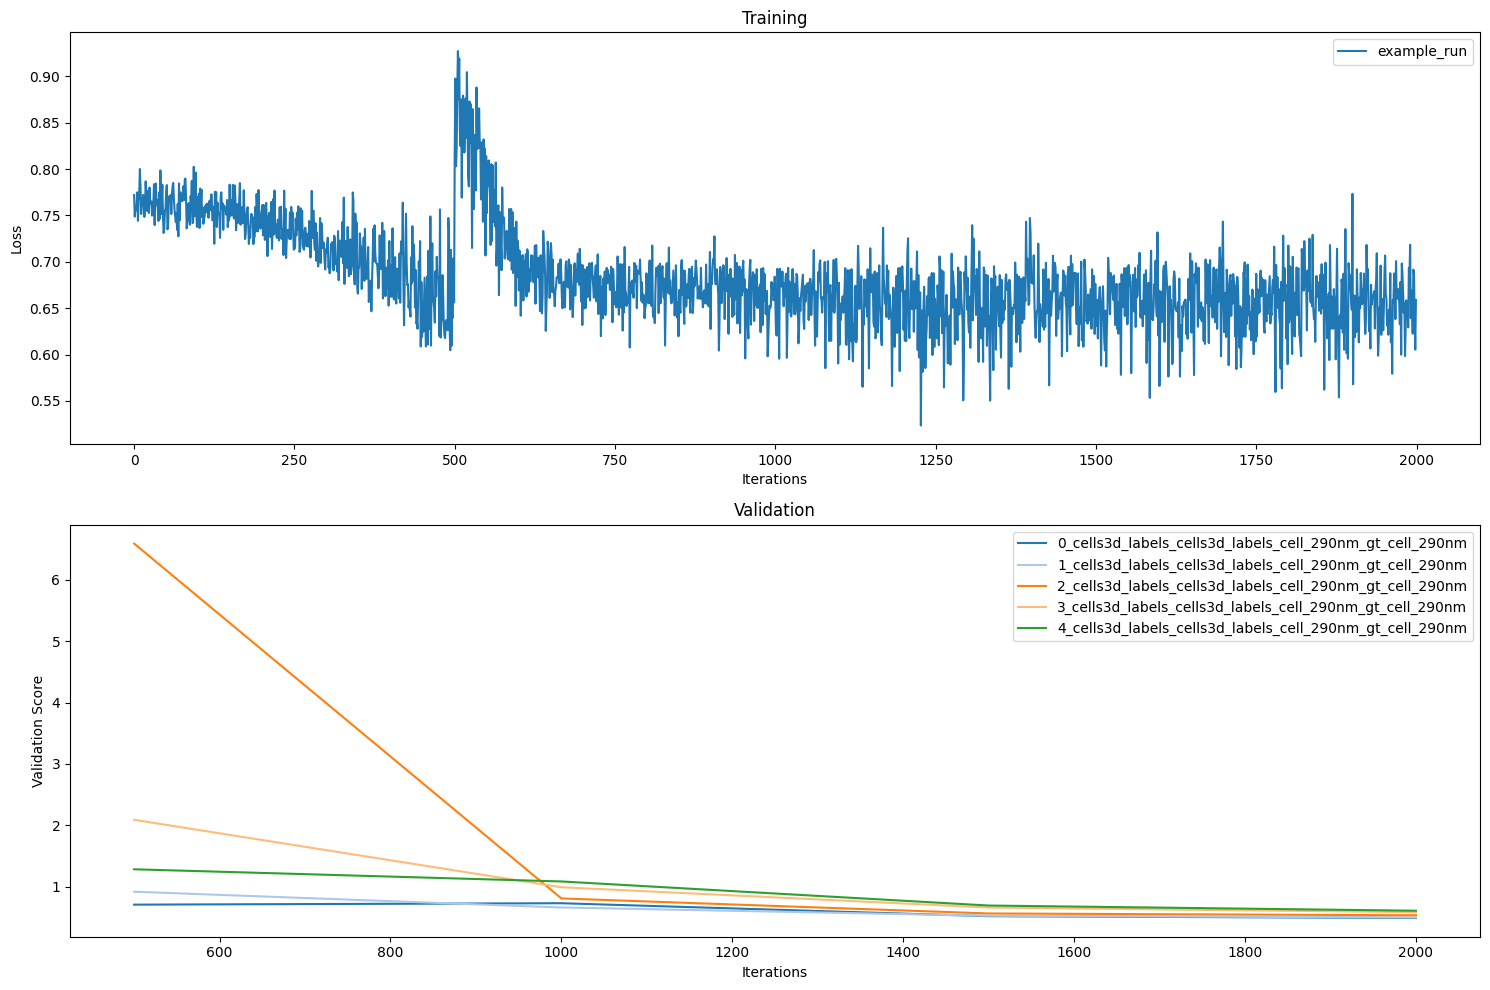 Training
example_run
0.90
0.85
0.80
0.75
0.70
0.65
0.60
0.55
Loss
0 250 500 750 1000 1250 1500 1750 2000
Iterations
Validation
0_cells3d_labels_cells3d_labels_cell_290nm_gt_cell_290nm
1_cells3d_labels_cells3d_labels_cell_290nm_gt_cell_290nm
2_cells3d_labels_cells3d_labels_cell_290nm_gt_cell_290nm
3_cells3d_labels_cells3d_labels_cell_290nm_gt_cell_290nm
4_cells3d_labels_cells3d_labels_cell_290nm_gt_cell_290nm
6
5
4
3
2
1
Validation Score
600 800 1000 1200 1400 1600 1800 2000
Iterations